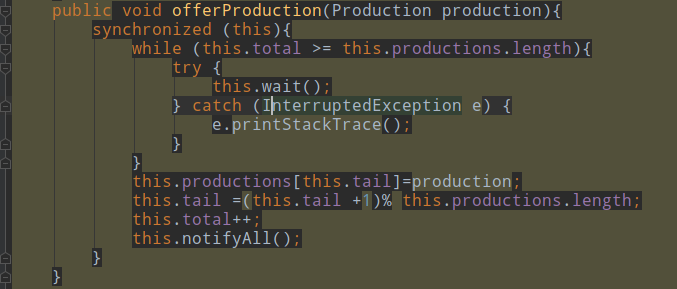 public void offerProduction(Production production){
synchronized (this){
while (this.total >= this.productions.length){
try {
this.wait();
} catch (InterruptedException e) {
e.printStackTrace();
}
}
this.productions[this.tail]=production;
this.tail =(this.tail +1)% this.productions.length;
this.total++;
this.notifyAll();
}
}